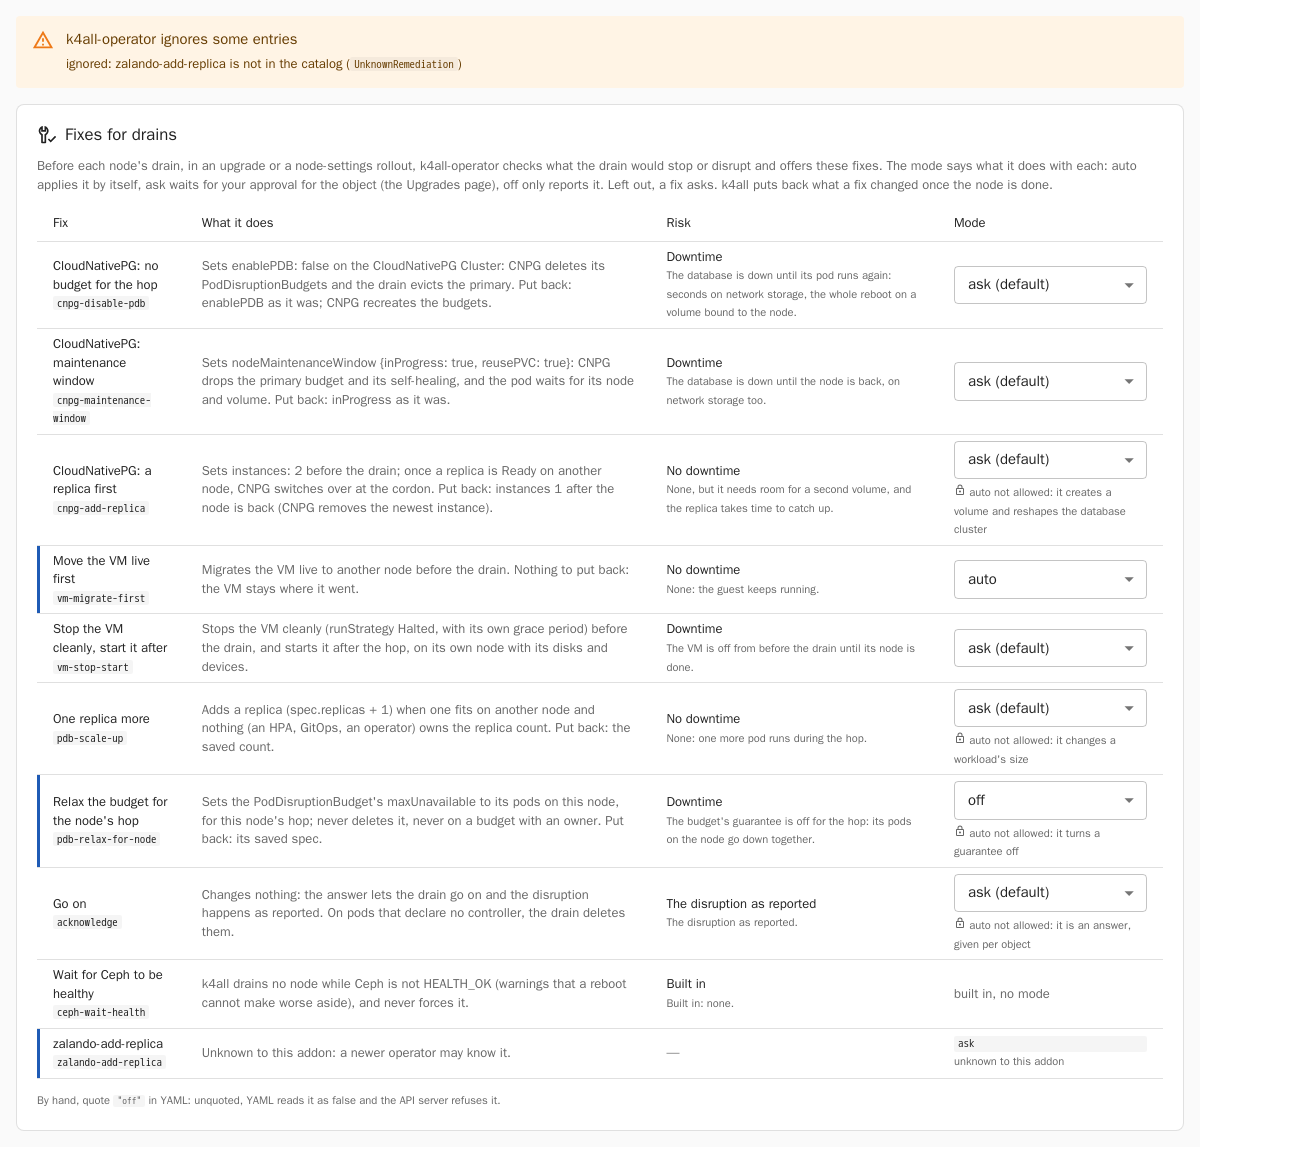 k4all-operator ignores some entries
ignored: zalando-add-replica is not in the catalog ( UnknownRemediation )
Fixes for drains
Before each node's drain, in an upgrade or a node-settings rollout, k4all-operator checks what the drain would stop or disrupt and offers these fixes. The mode says what it does with each: auto
applies it by itself, ask waits for your approval for the object (the Upgrades page), off only reports it. Left out, a fix asks. k4all puts back what a fix changed once the node is done.
Fix
What it does
Risk
Mode
CloudNativePG: no
budget for the hop
cnpg-disable-pdb
Sets enablePDB: false on the CloudNativePG Cluster: CNPG deletes its
PodDisruptionBudgets and the drain evicts the primary. Put back:
enablePDB as it was; CNPG recreates the budgets.
Downtime
The database is down until its pod runs again:
seconds on network storage, the whole reboot on a
volume bound to the node.
ask (default)
CloudNativePG:
maintenance
window
cnpg-maintenance-
window
Sets nodeMaintenanceWindow {inProgress: true, reusePVC: true}: CNPG
drops the primary budget and its self-healing, and the pod waits for its node
and volume. Put back: inProgress as it was.
Downtime
The database is down until the node is back, on
network storage too.
ask (default)
CloudNativePG: a
replica first
cnpg-add-replica
Sets instances: 2 before the drain; once a replica is Ready on another
node, CNPG switches over at the cordon. Put back: instances 1 after the
node is back (CNPG removes the newest instance).
No downtime
None, but it needs room for a second volume, and
the replica takes time to catch up.
ask (default)
auto not allowed: it creates a
volume and reshapes the database
cluster
Move the VM live
first
vm-migrate-first
Migrates the VM live to another node before the drain. Nothing to put back:
the VM stays where it went.
No downtime
None: the guest keeps running.
auto
Stop the VM
cleanly, start it after
vm-stop-start
Stops the VM cleanly (runStrategy Halted, with its own grace period) before
the drain, and starts it after the hop, on its own node with its disks and
devices.
Downtime
The VM is off from before the drain until its node is
done.
ask (default)
One replica more
pdb-scale-up
Adds a replica (spec.replicas + 1) when one fits on another node and
nothing (an HPA, GitOps, an operator) owns the replica count. Put back: the
saved count.
No downtime
None: one more pod runs during the hop.
ask (default)
auto not allowed: it changes a
workload's size
Relax the budget for
the node's hop
pdb-relax-for-node
Sets the PodDisruptionBudget's maxUnavailable to its pods on this node,
for this node's hop; never deletes it, never on a budget with an owner. Put
back: its saved spec.
Downtime
The budget's guarantee is off for the hop: its pods
on the node go down together.
off
auto not allowed: it turns a
guarantee off
Go on
acknowledge
Changes nothing: the answer lets the drain go on and the disruption
happens as reported. On pods that declare no controller, the drain deletes
them.
The disruption as reported
The disruption as reported.
ask (default)
auto not allowed: it is an answer,
given per object
Wait for Ceph to be
healthy
ceph-wait-health
k4all drains no node while Ceph is not HEALTH_OK (warnings that a reboot
cannot make worse aside), and never forces it.
Built in
Built in: none.
built in, no mode
zalando-add-replica
zalando-add-replica
Unknown to this addon: a newer operator may know it.
—
ask
unknown to this addon
By hand, quote "off" in YAML: unquoted, YAML reads it as false and the API server refuses it.